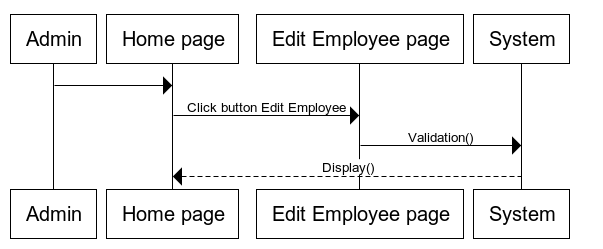 Admin Home page Edit Employee page System
Click button Edit Employee
Validation()
Display()
Admin Home page Edit Employee page System